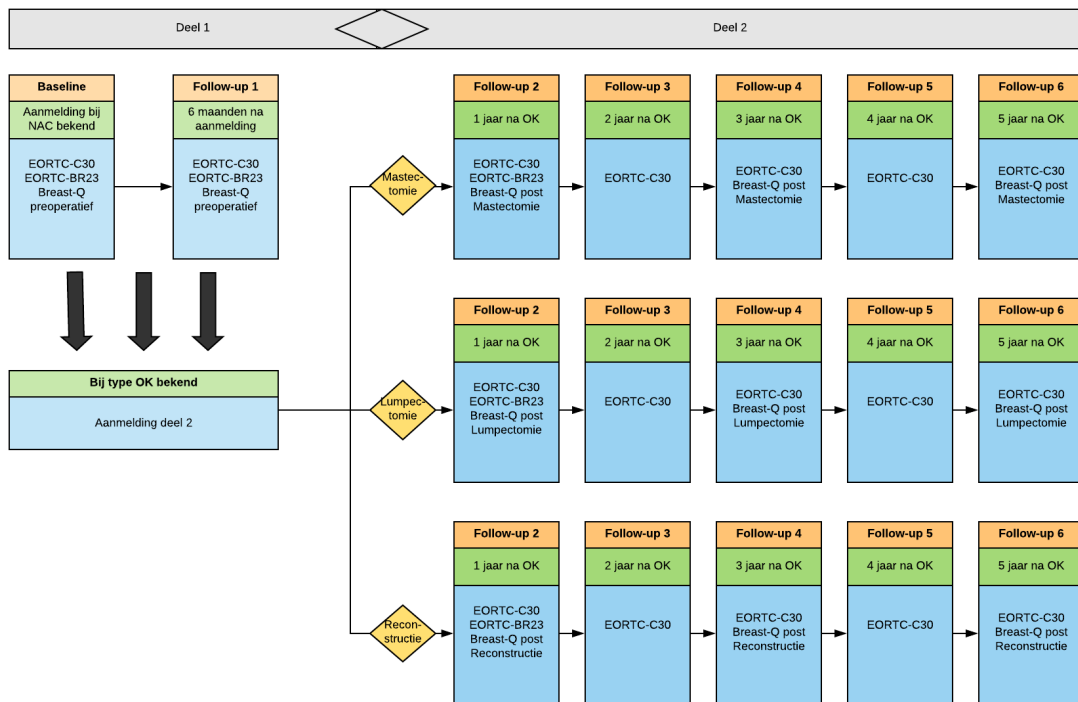 Deel 1
Deel 2
Baseline
Aanmelding bij
NAC bekend
EORTC-C30
EORTC-BR23
Breast-Q
preoperatief
Follow-up 1
6 maanden na
aanmelding
EORTC-C30
EORTC-BR23
Breast-Q
preoperatief
Bij type OK bekend
Aanmelding deel 2
Mastec-
tomie
Follow-up 2
1 jaar na OK
EORTC-C30
EORTC-BR23
Breast-Q post
Mastectomie
Follow-up 3
2 jaar na OK
EORTC-C30
Follow-up 4
3 jaar na OK
EORTC-C30
Breast-Q post
Mastectomie
Follow-up 5
4 jaar na OK
EORTC-C30
Follow-up 6
5 jaar na OK
EORTC-C30
Breast-Q post
Mastectomie
Lumpec-
tomie
Follow-up 2
1 jaar na OK
EORTC-C30
EORTC-BR23
Breast-Q post
Lumpectomie
Follow-up 3
2 jaar na OK
EORTC-C30
Follow-up 4
3 jaar na OK
EORTC-C30
Breast-Q post
Lumpectomie
Follow-up 5
4 jaar na OK
EORTC-C30
Follow-up 6
5 jaar na OK
EORTC-C30
Breast-Q post
Lumpectomie
Recon-
structie
Follow-up 2
1 jaar na OK
EORTC-C30
EORTC-BR23
Breast-Q post
Reconstructie
Follow-up 3
2 jaar na OK
EORTC-C30
Follow-up 4
3 jaar na OK
EORTC-C30
Breast-Q post
Reconstructie
Follow-up 5
4 jaar na OK
EORTC-C30
Follow-up 6
5 jaar na OK
EORTC-C30
Breast-Q post
Reconstructie